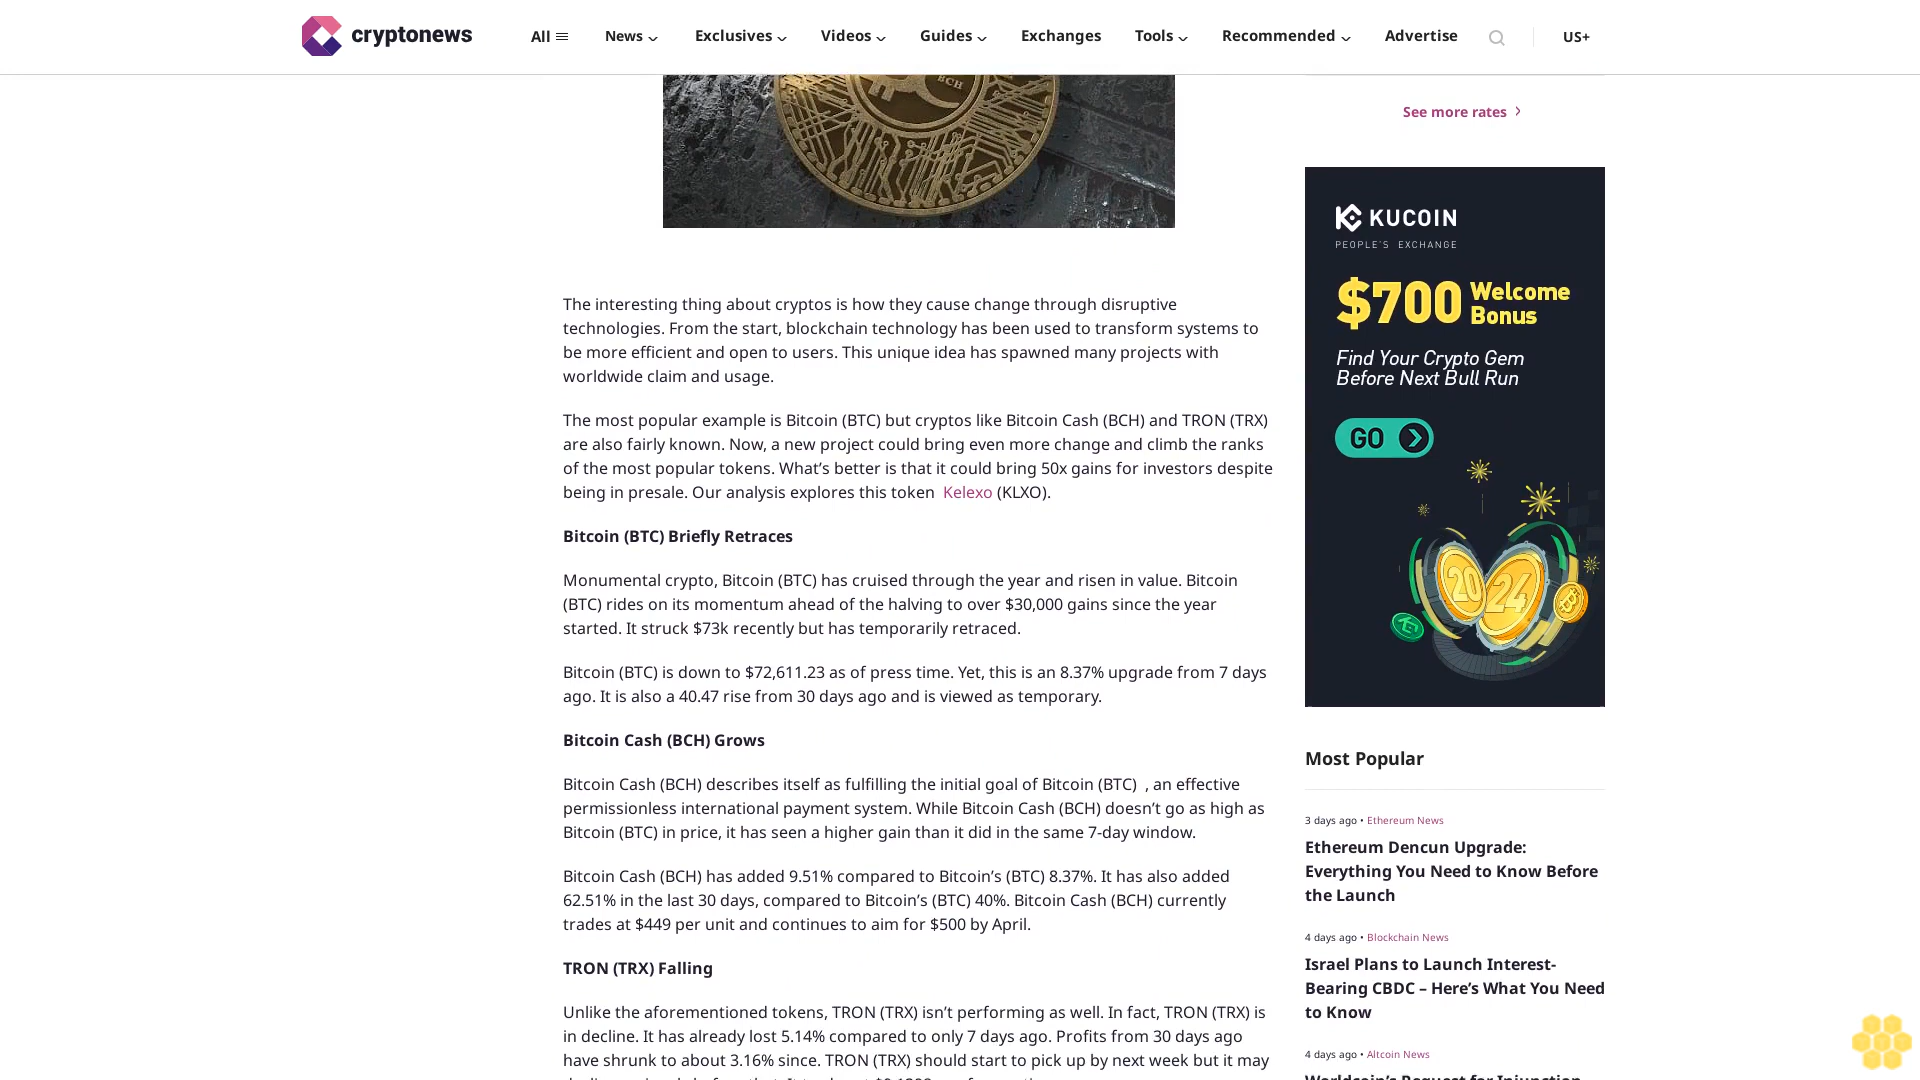 cryptonews
All
News
Exclusives
Videos
Guides
Exchanges
Tools
Recommended
Advertise
US+
BCH
See more rates
KUCOIN
PEOPLE'S EXCHANGE
$700 Welcome
Bonus
Find Your Crypto Gem
Before Next Bull Run
GO
20 24
The interesting thing about cryptos is how they cause change through disruptive
technologies. From the start, blockchain technology has been used to transform systems to
be more efficient and open to users. This unique idea has spawned many projects with
worldwide claim and usage.
The most popular example is Bitcoin (BTC) but cryptos like Bitcoin Cash (BCH) and TRON (TRX)
are also fairly known. Now, a new project could bring even more change and climb the ranks
of the most popular tokens. What’s better is that it could bring 50x gains for investors despite
being in presale. Our analysis explores this token  Kelexo (KLXO).
Bitcoin (BTC) Briefly Retraces
Monumental crypto, Bitcoin (BTC) has cruised through the year and risen in value. Bitcoin
(BTC) rides on its momentum ahead of the halving to over $30,000 gains since the year
started. It struck $73k recently but has temporarily retraced.
Bitcoin (BTC) is down to $72,611.23 as of press time. Yet, this is an 8.37% upgrade from 7 days
ago. It is also a 40.47 rise from 30 days ago and is viewed as temporary.
Bitcoin Cash (BCH) Grows
Bitcoin Cash (BCH) describes itself as fulfilling the initial goal of Bitcoin (BTC)  , an effective
permissionless international payment system. While Bitcoin Cash (BCH) doesn’t go as high as
Bitcoin (BTC) in price, it has seen a higher gain than it did in the same 7-day window.
Bitcoin Cash (BCH) has added 9.51% compared to Bitcoin’s (BTC) 8.37%. It has also added
62.51% in the last 30 days, compared to Bitcoin’s (BTC) 40%. Bitcoin Cash (BCH) currently
trades at $449 per unit and continues to aim for $500 by April.
TRON (TRX) Falling
Unlike the aforementioned tokens, TRON (TRX) isn’t performing as well. In fact, TRON (TRX) is
in decline. It has already lost 5.14% compared to only 7 days ago. Profits from 30 days ago
have shrunk to about 3.16% since. TRON (TRX) should start to pick up by next week but it may
Most Popular
3 days ago • Ethereum News
Ethereum Dencun Upgrade:
Everything You Need to Know Before
the Launch
4 days ago • Blockchain News
Israel Plans to Launch Interest-
Bearing CBDC – Here’s What You Need
to Know
4 days ago • Altcoin News
Worldcoin’s Request for Injunction